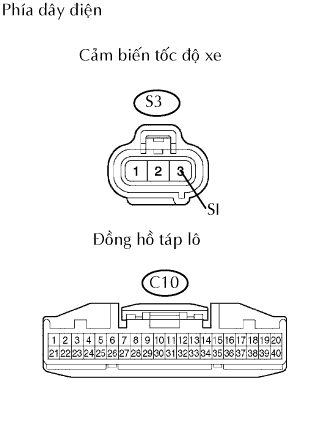 Phía dây điện
Cảm biến tốc độ xe
S3
1 2 3
SI
Đồng hồ táp lô
C10
1 2 3 4 5 6 7 8 9 10 11 12 13 14 15 16 17 18 19 20
21 22 23 24 25 26 27 28 29 30 31 32 33 34 35 36 37 38 39 40